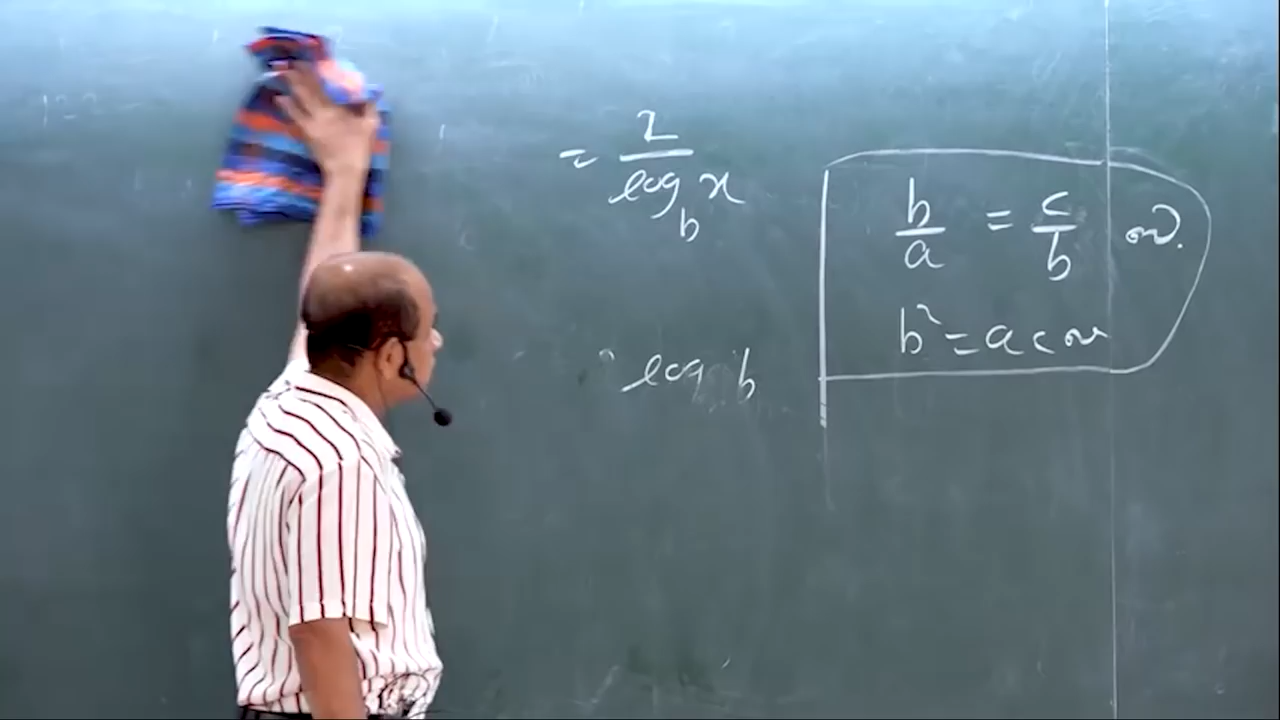 = 2 / log_b x
log b
b/a = c/b
b² = ac